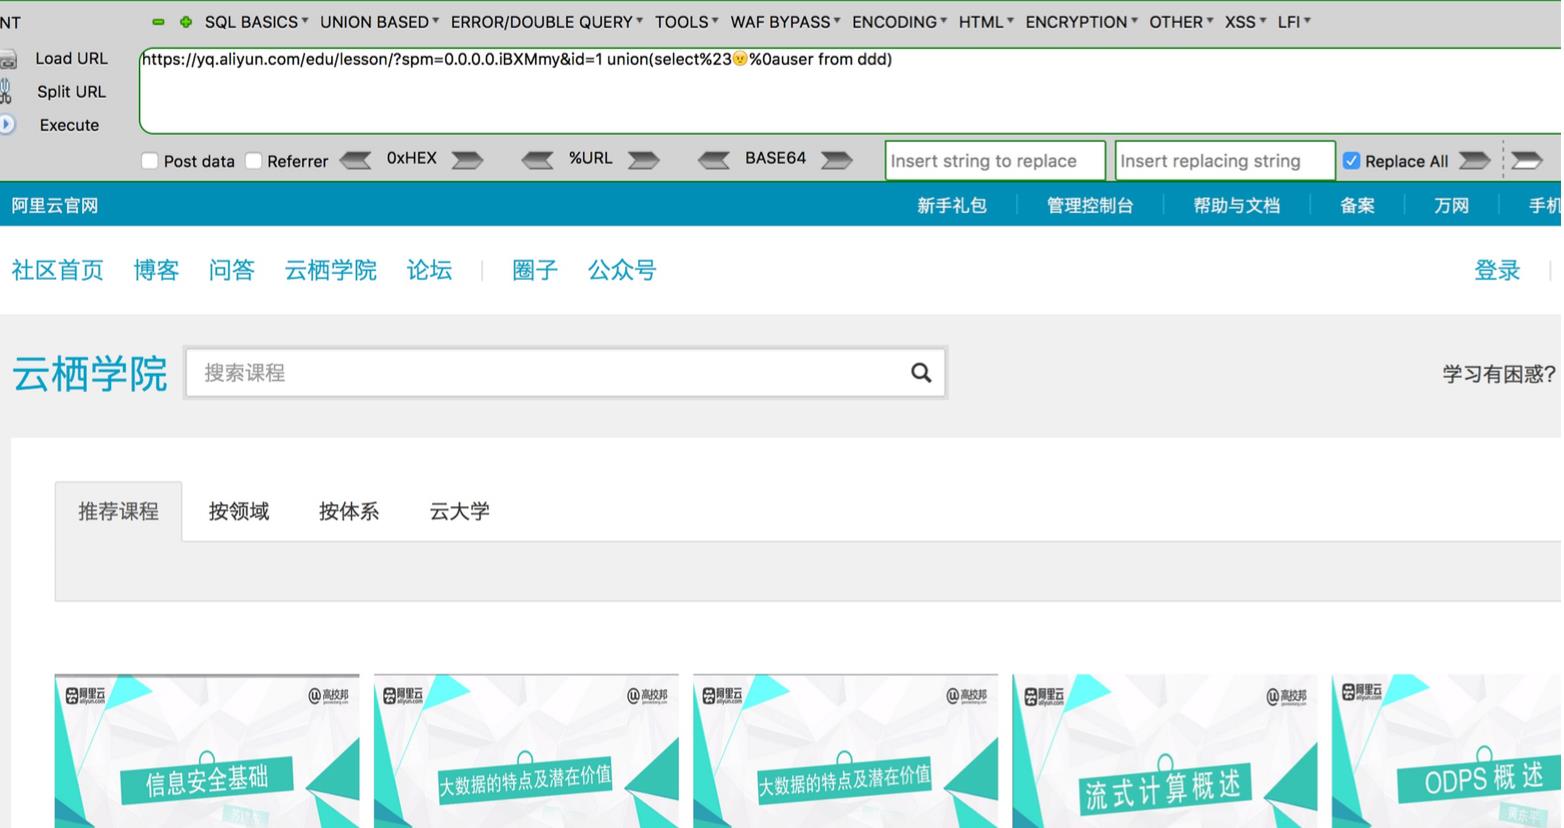 NT SQL BASICS UNION BASED ERROR/DOUBLE QUERY TOOLS WAF BYPASS ENCODING HTML ENCRYPTION OTHER XSS LFI
Load URL https://yq.aliyun.com/edu/lesson/?spm=0.0.0.0.iBXMmy&id=1 union(select%23😠%0auser from ddd)
Split URL
Execute
Post data Referrer 0xHEX %URL BASE64 Insert string to replace Insert replacing string Replace All
阿里云官网 新手礼包 管理控制台 帮助与文档 备案 万网 手机
社区首页 博客 问答 云栖学院 论坛 圈子 公众号 登录
云栖学院 搜索课程 学习有困惑?
推荐课程 按领域 按体系 云大学
阿里云 aliyun.com 高校邦 阿里云 aliyun.com 高校邦 阿里云 aliyun.com 高校邦 阿里云 aliyun.com 高校邦 阿里云 aliyun.com
信息安全基础 大数据的特点及潜在价值 大数据的特点及潜在价值 流式计算概述 ODPS 概述